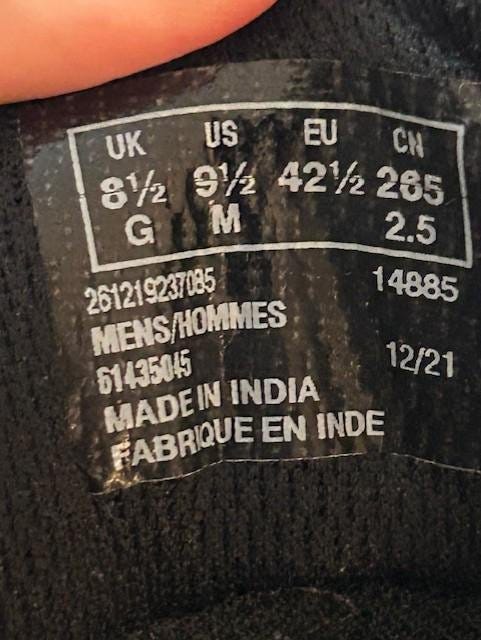 UK US EU CN
8½ 9½ 42½ 265
G M 2.5
261219237085 14885
MENS/HOMMES
61435045 12/21
MADE IN INDIA
FABRIQUE EN INDE